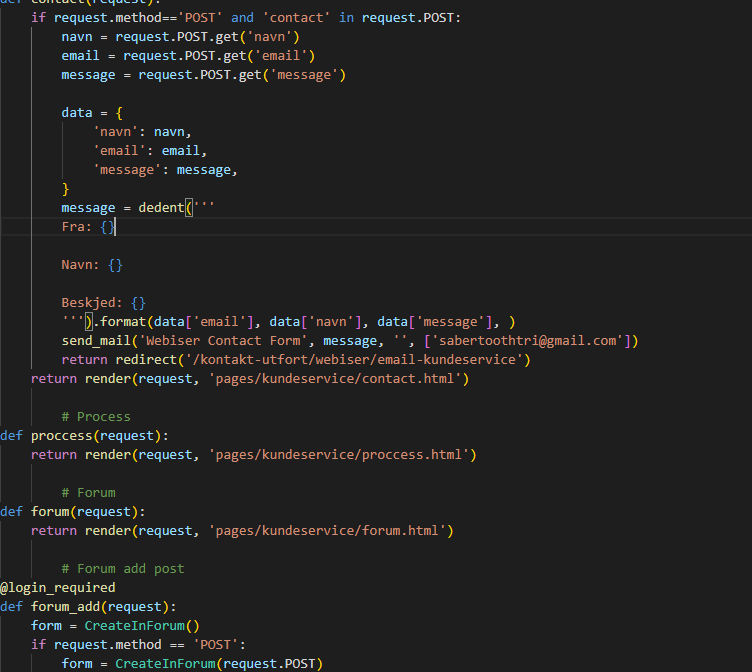 def contact(request):
if request.method=='POST' and 'contact' in request.POST:
navn = request.POST.get('navn')
email = request.POST.get('email')
message = request.POST.get('message')
data = {
'navn': navn,
'email': email,
'message': message,
}
message = dedent('''
Fra: {}
Navn: {}
Beskjed: {}
''').format(data['email'], data['navn'], data['message'], )
send_mail('Webiser Contact Form', message, '', ['sabertoothtri@gmail.com'])
return redirect('/kontakt-utfort/webiser/email-kundeservice')
return render(request, 'pages/kundeservice/contact.html')
# Process
def proccess(request):
return render(request, 'pages/kundeservice/proccess.html')
# Forum
def forum(request):
return render(request, 'pages/kundeservice/forum.html')
# Forum add post
@login_required
def forum_add(request):
form = CreateInForum()
if request.method == 'POST':
form = CreateInForum(request.POST)